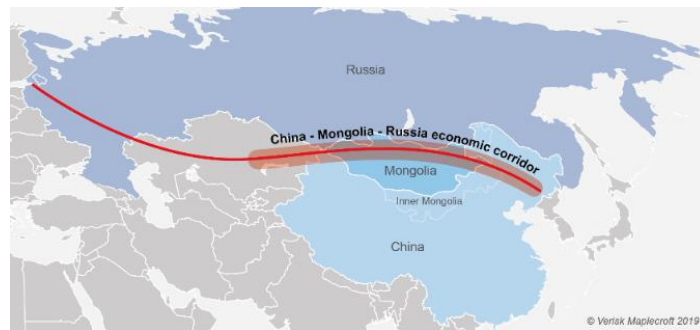 Russia
China - Mongolia - Russia economic corridor
Mongolia
Inner Mongolia
China
© Verisk Maplecroft 2019